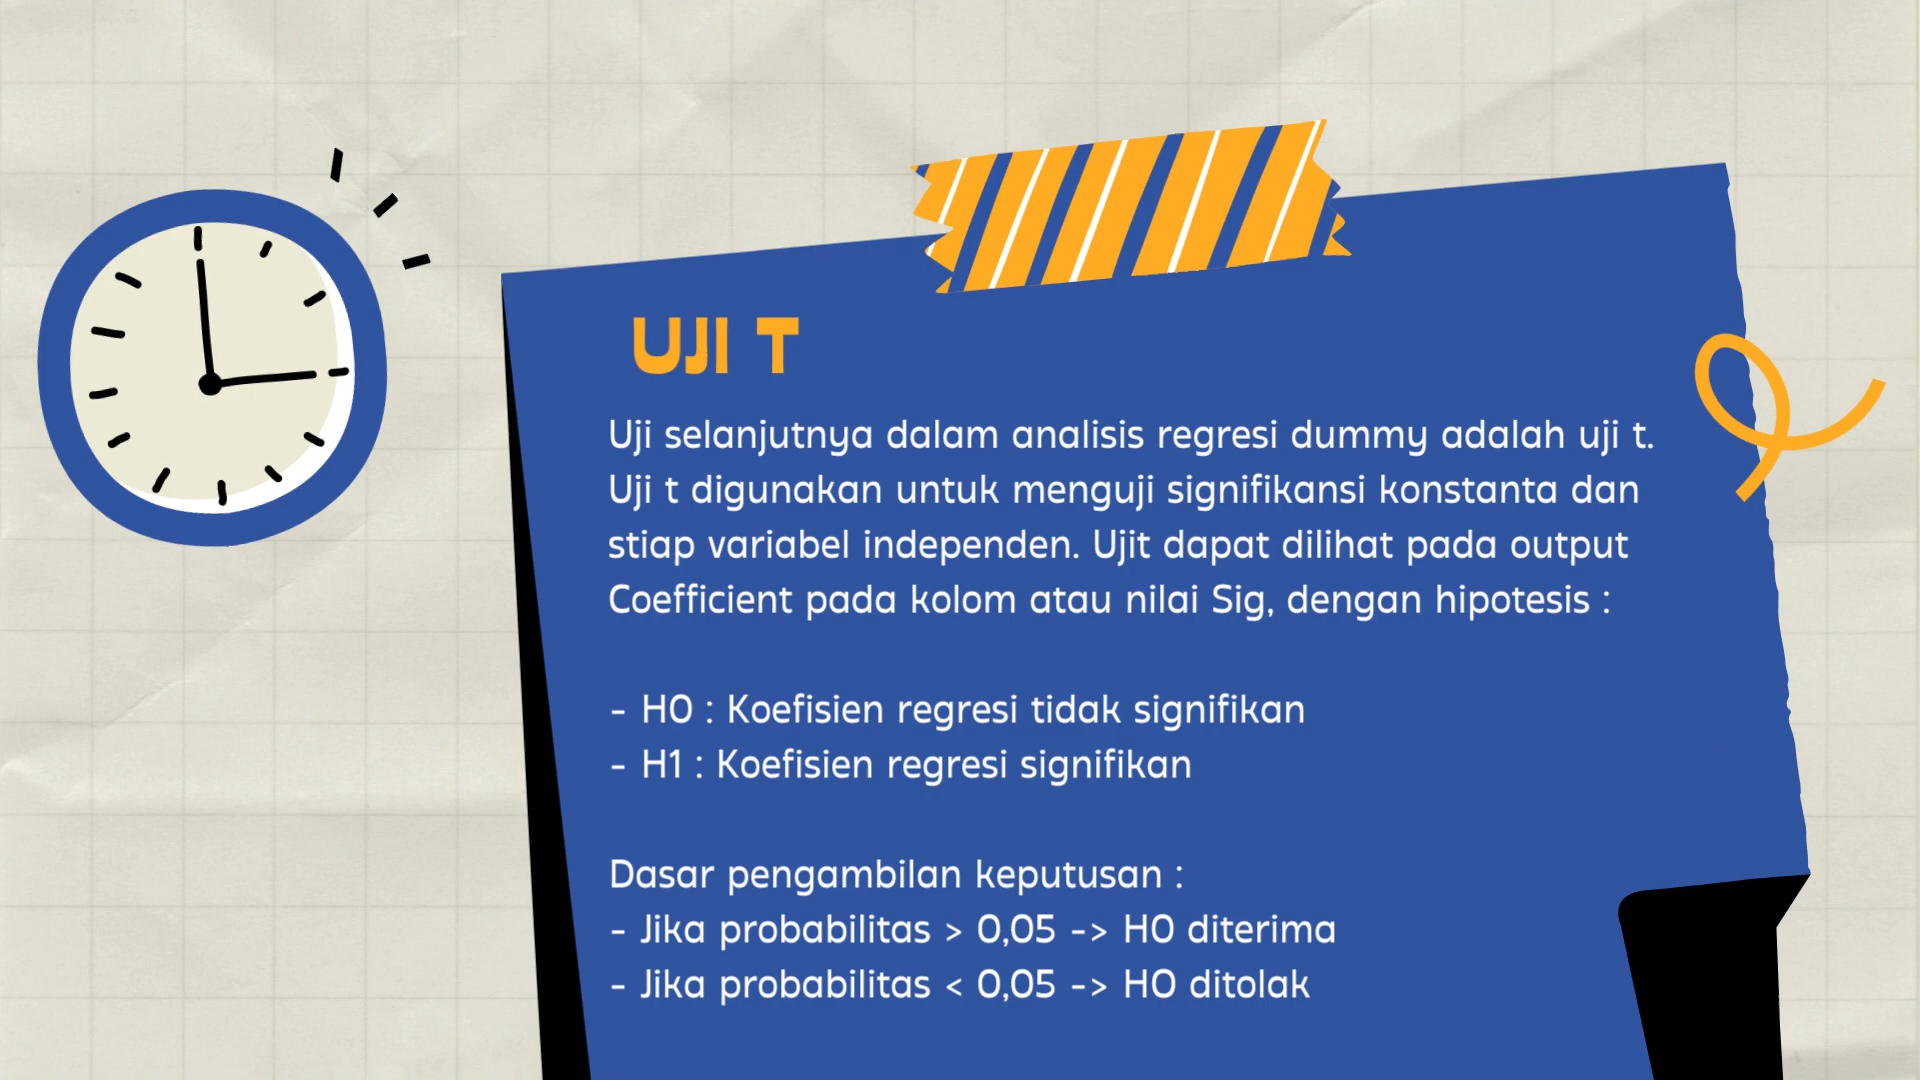 UJI T
Uji selanjutnya dalam analisis regresi dummy adalah uji t.
Uji t digunakan untuk menguji signifikansi konstanta dan
stiap variabel independen. Ujit dapat dilihat pada output
Coefficient pada kolom atau nilai Sig, dengan hipotesis :
- H0 : Koefisien regresi tidak signifikan
- H1 : Koefisien regresi signifikan
Dasar pengambilan keputusan :
- Jika probabilitas > 0,05 -> H0 diterima
- Jika probabilitas < 0,05 -> H0 ditolak